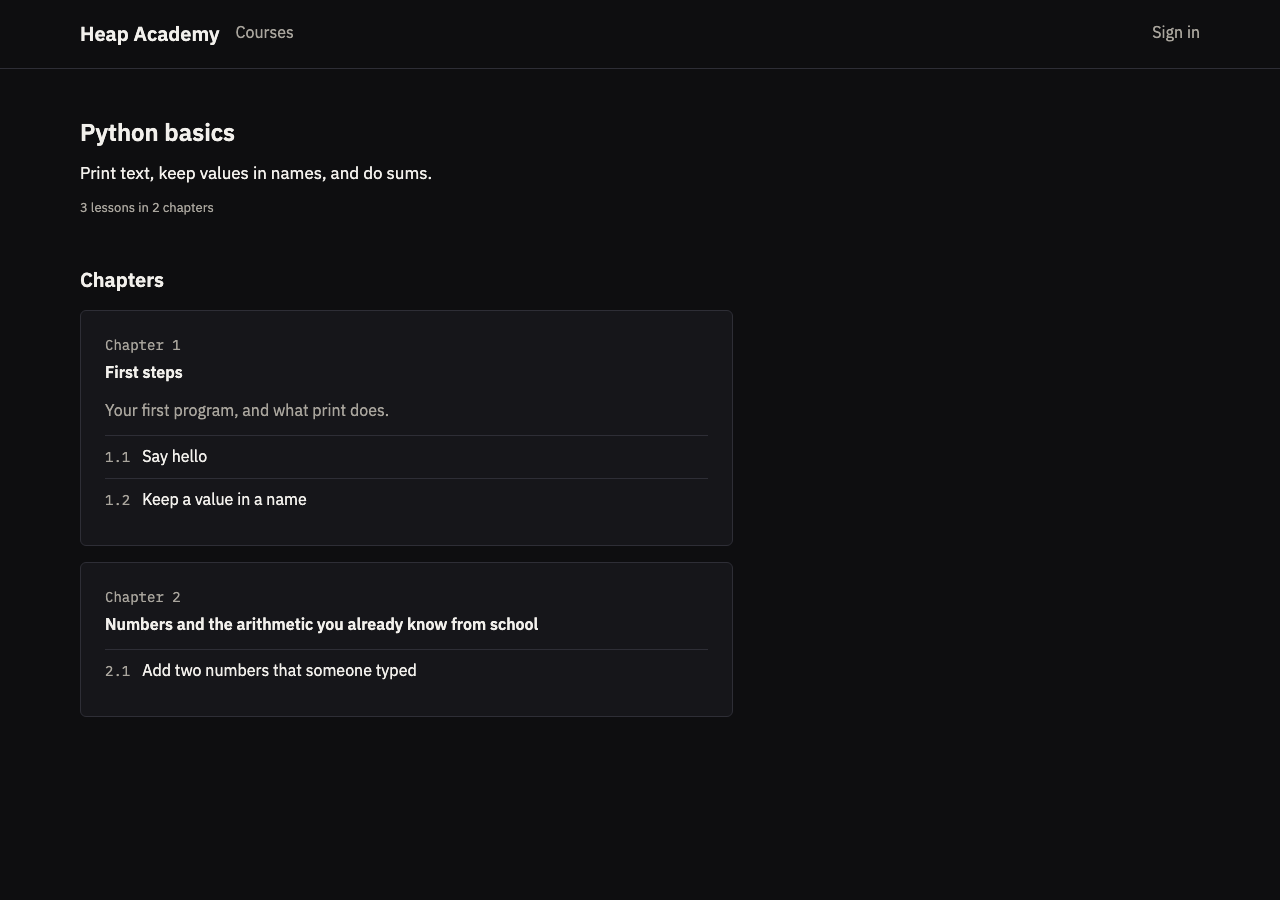 Heap Academy Courses Sign in
Python basics
Print text, keep values in names, and do sums.
3 lessons in 2 chapters
Chapters
Chapter 1
First steps
Your first program, and what print does.
1.1 Say hello
1.2 Keep a value in a name
Chapter 2
Numbers and the arithmetic you already know from school
2.1 Add two numbers that someone typed